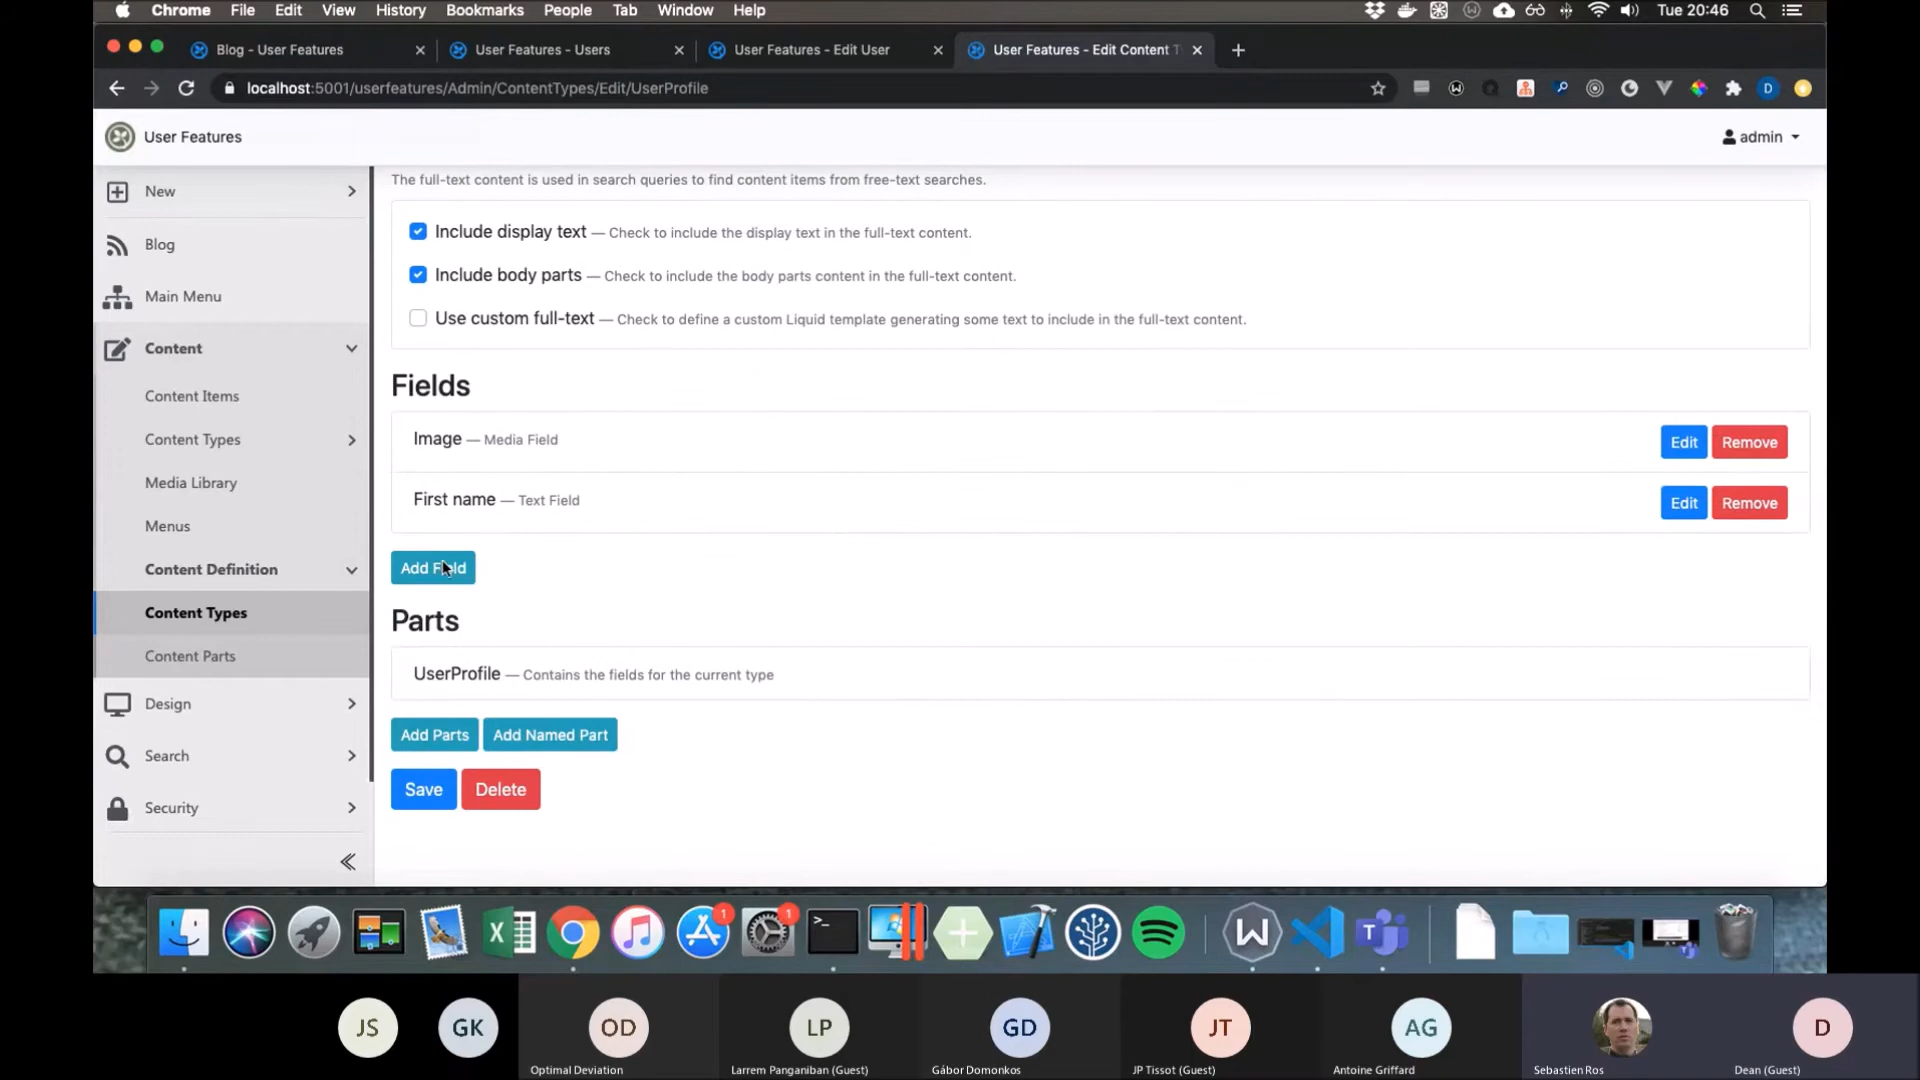 Chrome File Edit View History Bookmarks People Tab Window Help Tue 20:46
Blog - User Features
User Features - Users
User Features - Edit User
User Features - Edit Content T
localhost:5001/userfeatures/Admin/ContentTypes/Edit/UserProfile
User Features
admin
New
Blog
Main Menu
Content
Content Items
Content Types
Media Library
Menus
Content Definition
Content Types
Content Parts
Design
Search
Security
The full-text content is used in search queries to find content items from free-text searches.
Include display text — Check to include the display text in the full-text content.
Include body parts — Check to include the body parts content in the full-text content.
Use custom full-text — Check to define a custom Liquid template generating some text to include in the full-text content.
Fields
Image — Media Field
Edit Remove
First name — Text Field
Edit Remove
Add Field
Parts
UserProfile — Contains the fields for the current type
Add Parts Add Named Part
Save Delete
1 1
JS GK OD LP GD JT AG D
Optimal Deviation
Larrem Panganiban (Guest)
Gábor Domonkos
JP Tissot (Guest)
Antoine Griffard
Sebastien Ros
Dean (Guest)